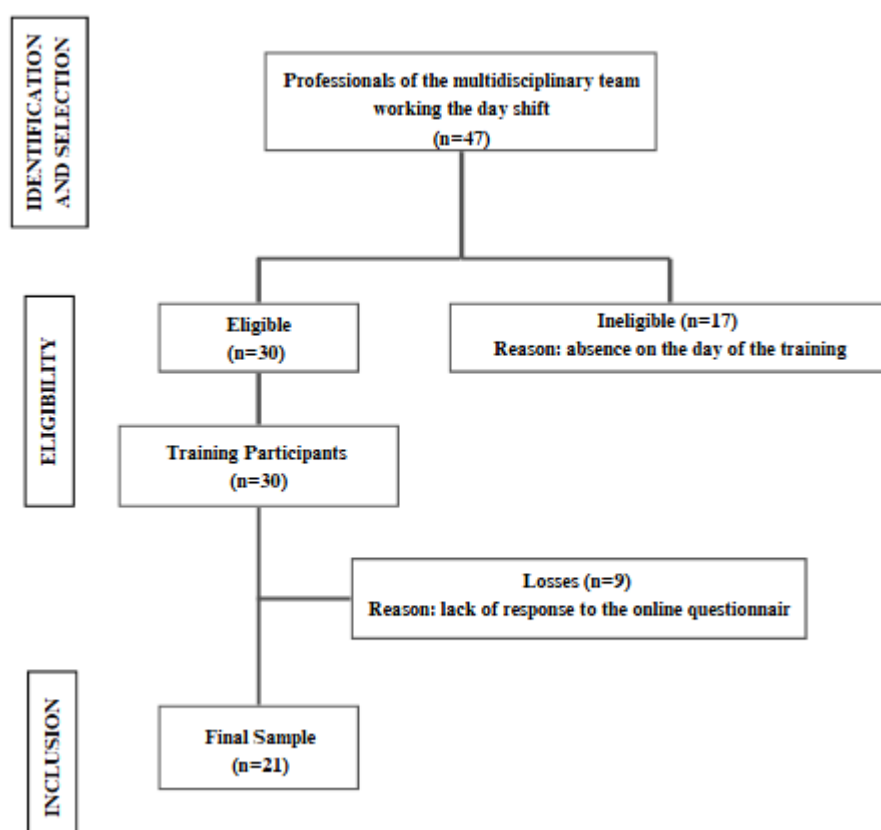 IDENTIFICATION
AND SELECTION
Professionals of the multidisciplinary team
working the day shift
(n=47)
ELIGIBILITY
Eligible
(n=30)
Ineligible (n=17)
Reason: absence on the day of the training
Training Participants
(n=30)
Losses (n=9)
Reason: lack of response to the online questionnair
INCLUSION
Final Sample
(n=21)